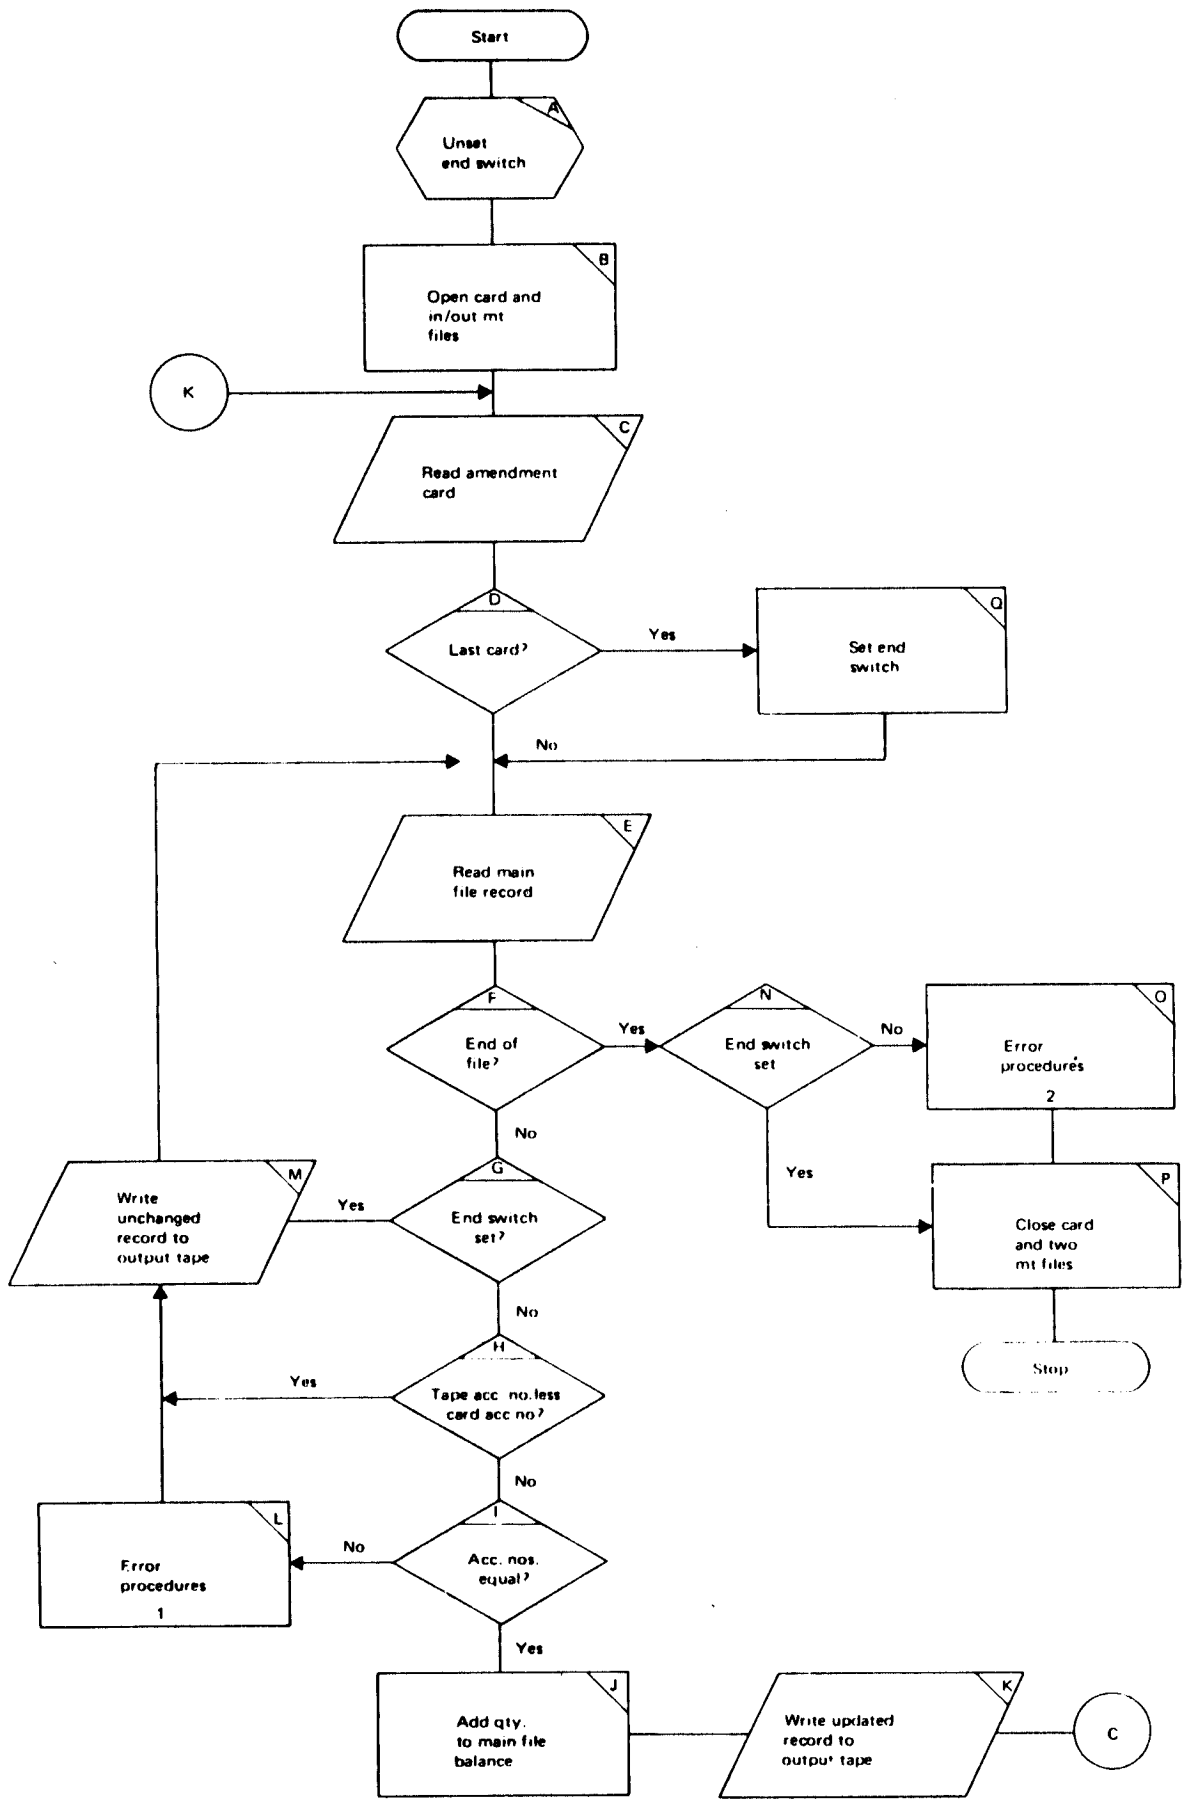 Start
A
Unset
end switch
B
Open card and
in/out mt
files
K
C
Read amendment
card
D
Last card?
Yes
Q
Set end
switch
No
E
Read main
file record
F
End of
file?
Yes
N
End switch
set
No
O
Error
procedures
2
No
M
Write
unchanged
record to
output tape
Yes
G
End switch
set?
Yes
P
Close card
and two
mt files
No
Stop
H
Tape acc no. less
card acc no?
Yes
No
L
Error
procedures
1
No
I
Acc. nos.
equal?
Yes
J
Add qty.
to main file
balance
K
Write updated
record to
output tape
C